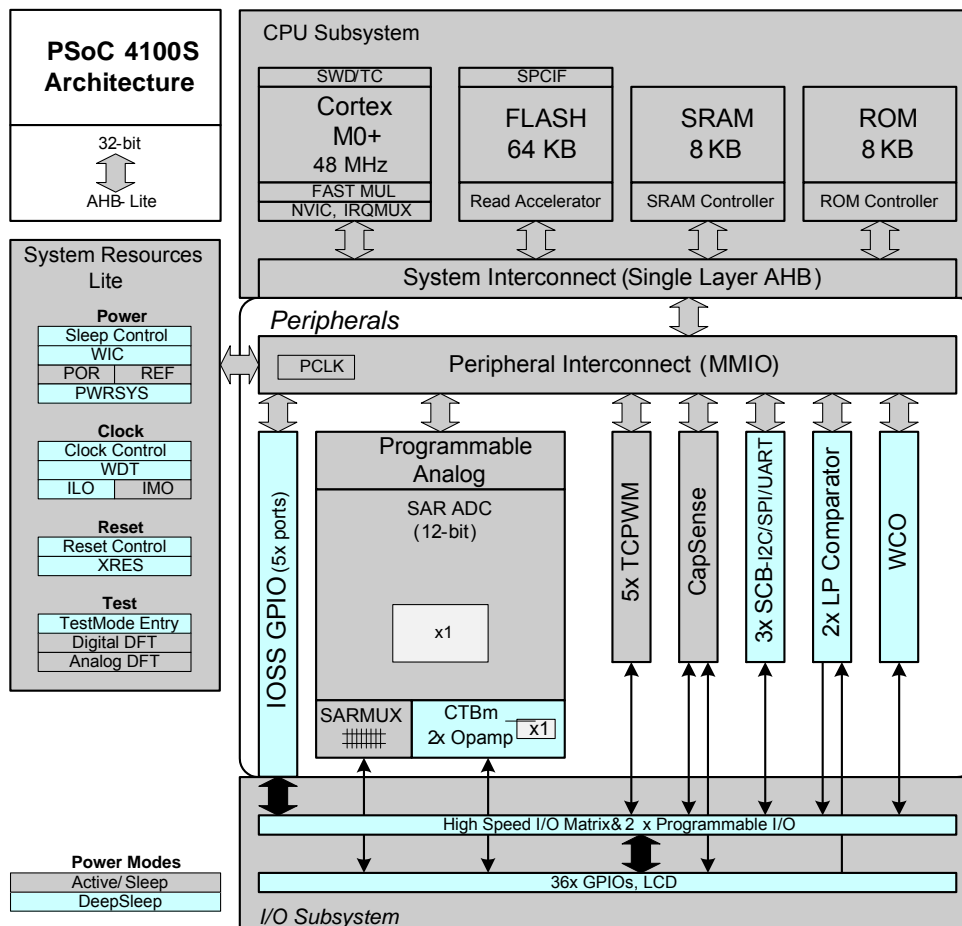 PSoC 4100S
Architecture
32-bit
AHB- Lite
CPU Subsystem
SWD/TC
Cortex
M0+
48 MHz
FAST MUL
NVIC, IRQMUX
SPCIF
FLASH
64 KB
Read Accelerator
SRAM
8 KB
SRAM Controller
ROM
8 KB
ROM Controller
System Interconnect (Single Layer AHB)
System Resources
Lite
Power
Sleep Control
WIC
POR
REF
PWRSYS
Clock
Clock Control
WDT
ILO
IMO
Reset
Reset Control
XRES
Test
TestMode Entry
Digital DFT
Analog DFT
Peripherals
PCLK
Peripheral Interconnect (MMIO)
IOSS GPIO (5x ports)
Programmable
Analog
SAR ADC
(12-bit)
x1
SARMUX
CTBm
2x Opamp
x1
5x TCPWM
CapSense
3x SCB-I2C/SPI/UART
2x LP Comparator
WCO
High Speed I/O Matrix & 2 x Programmable I/O
36x GPIOs, LCD
I/O Subsystem
Power Modes
Active/ Sleep
DeepSleep